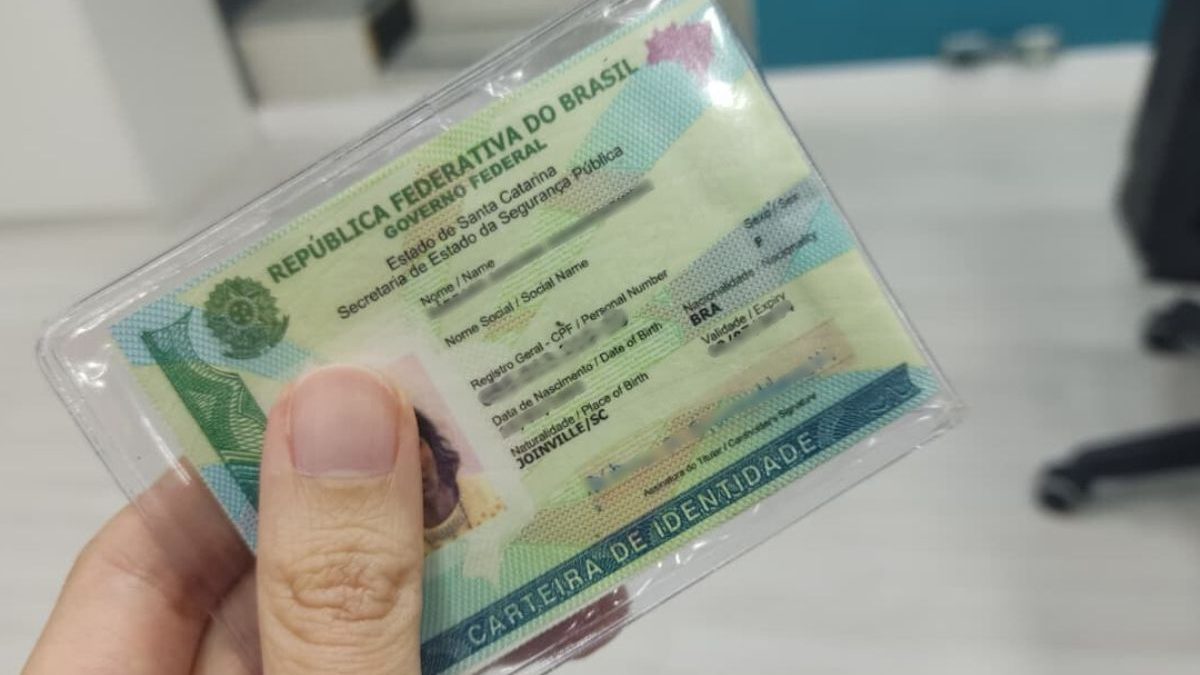 REPÚBLICA FEDERATIVA DO BRASIL
GOVERNO FEDERAL
Estado de Santa Catarina
Secretaria de Estado da Segurança Pública
Nome / Name
Nome Social / Social Name
Registro Geral - CPF / Personal Number
Sexo / Sex
F
Data de Nascimento / Date of Birth
Nacionalidade / Nacionality
BRA
Naturalidade / Place of Birth
JOINVILLE/SC
Validade / Expiry
Assinatura do Titular / Cardholder's Signature
CARTEIRA DE IDENTIDADE